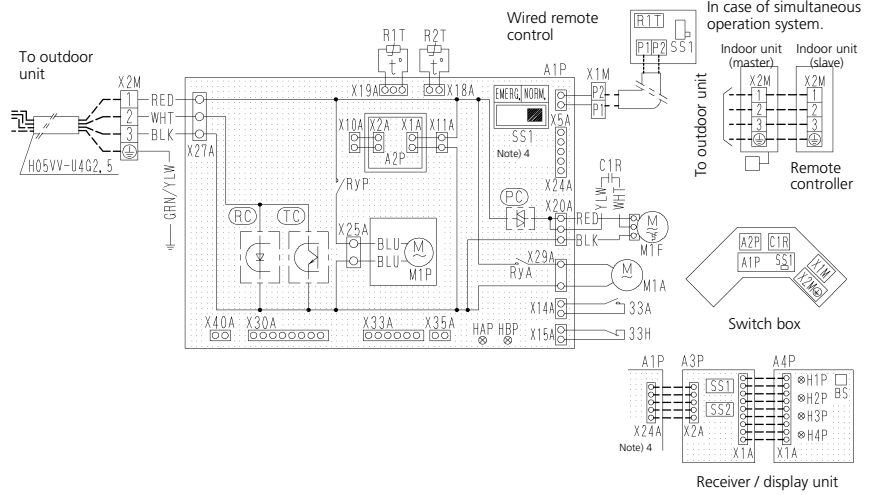 In case of simultaneous
operation system.
Wired remote
control
R1T
P1 P2 SS1
Indoor unit
(master)
Indoor unit
(slave)
X2M
1
2
3
X2M
1
2
3
To outdoor unit
Remote
controller
To outdoor
unit
X2M
1
2
3
RED
WHT
BLK
GRN/YLW
H05VV-U4G2,5
X27A
R1T
R2T
X19A
X18A
A1P
X1M
P2
P1
EMERG.
NORM.
SS1
Note) 4
X5A
X24A
X10A
X2A
X1A
X11A
A2P
RyP
RC
TC
X25A
BLU
BLU
M
M1P
PC
X20A
C1R
YLW
WHT
RED
BLK
M
M1F
X29A
RyA
M
M1A
X14A
33A
X15A
33H
HAP
HBP
X40A
X30A
X33A
X35A
A2P
C1R
A1P
SS1
X1M
X2M
Switch box
A1P
A3P
A4P
SS1
SS2
H1P
H2P
H3P
H4P
BS
X24A
X2A
X1A
X1A
Note) 4
Receiver / display unit